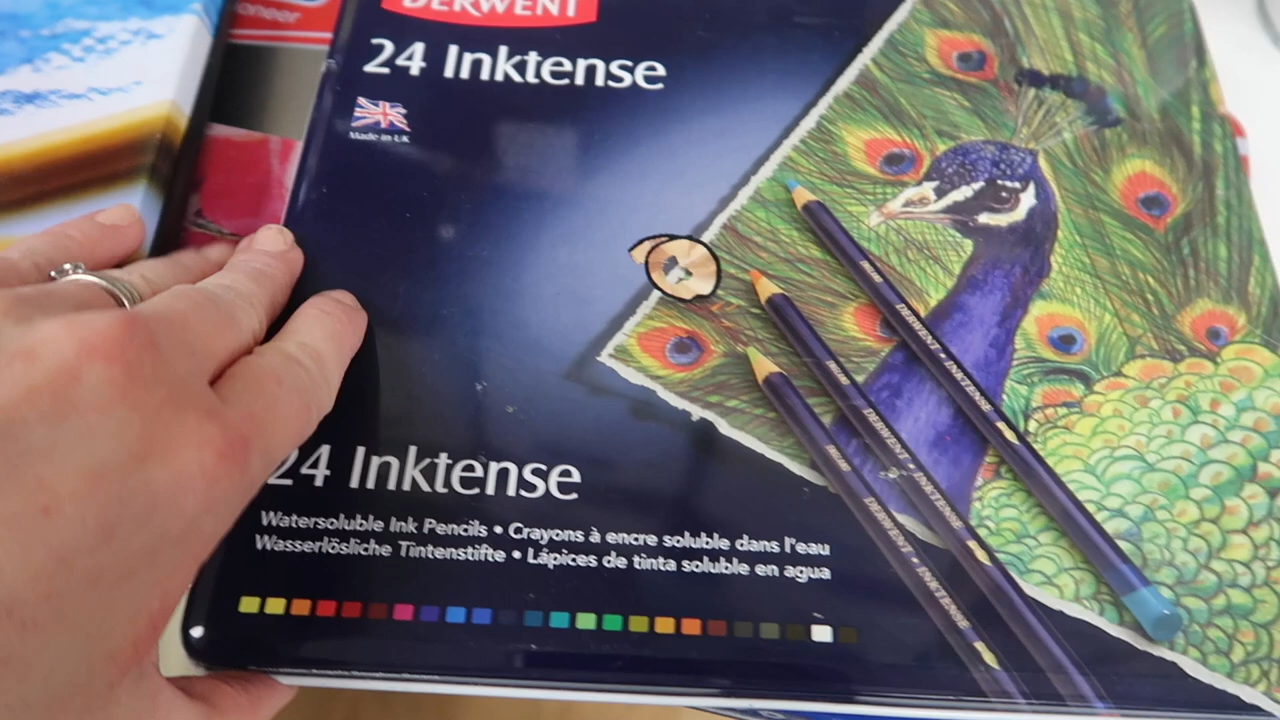 oneer
DERWENT
24 Inktense
Made in UK
DERWENT • INKTENSE
DERWENT • INKTENSE
DERWENT • INKTENSE
24 Inktense
Watersoluble Ink Pencils • Crayons à encre soluble dans l'eau
Wasserlösliche Tintenstifte • Lápices de tinta soluble en agua